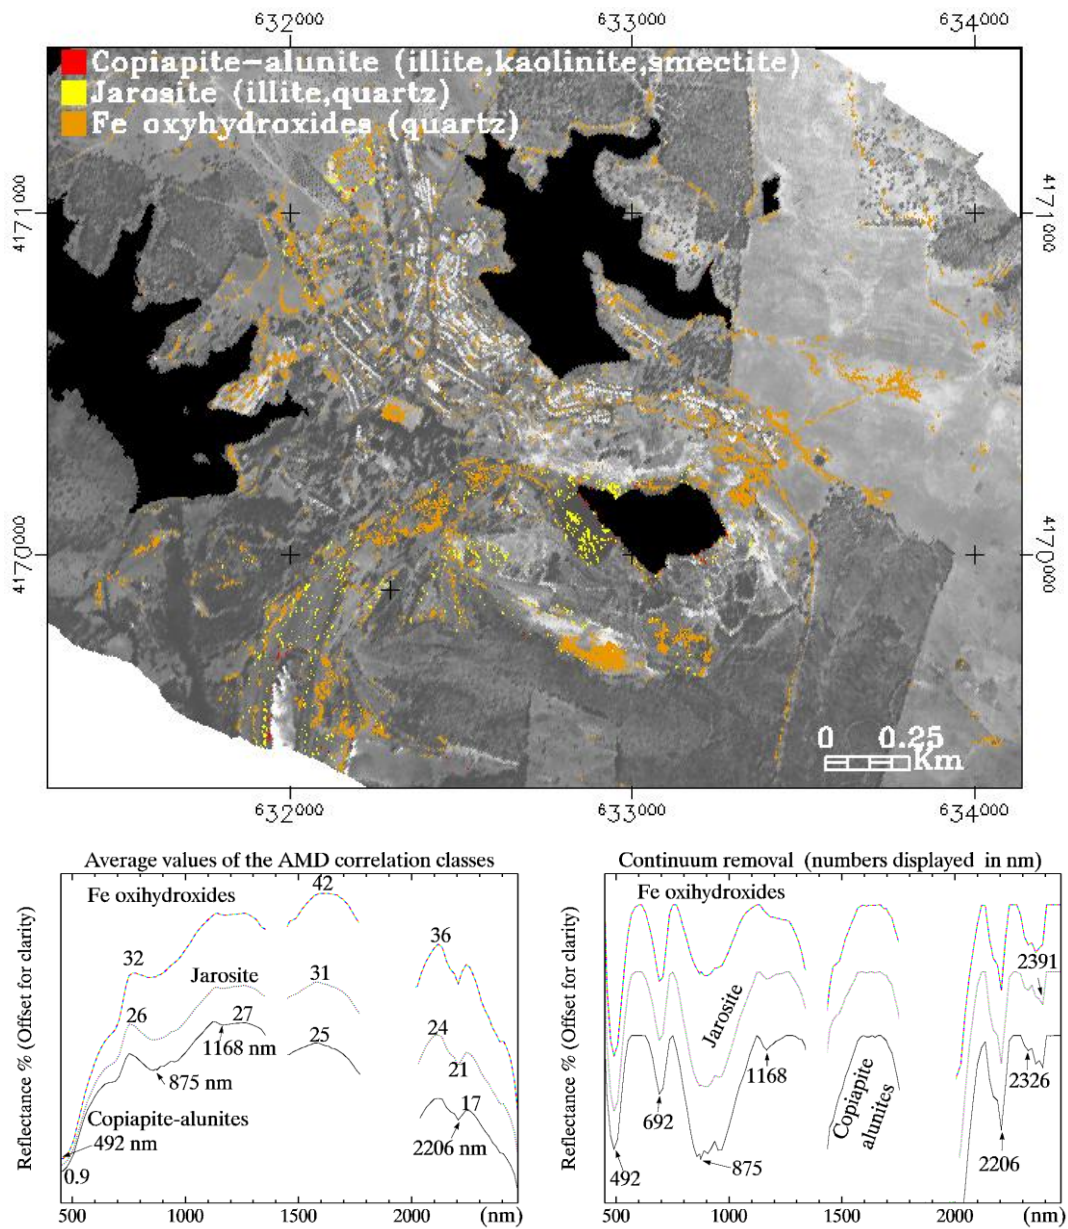 632000 633000 634000
Copiapite-alunite (illite,kaolinite,smectite)
Jarosite (illite,quartz)
Fe oxyhydroxides (quartz)
4171000 4171000
4170000 4170000
0 0.25
Km
632000 633000 634000
Average values of the AMD correlation classes
Reflectance % (Offset for clarity)
Fe oxihydroxides
42
32
36
Jarosite
31
26
27
24
1168 nm
25
21
875 nm
Copiapite-alunites
17
492 nm
2206 nm
0.9
500 1000 1500 2000 (nm)
Continuum removal (numbers displayed in nm)
Reflectance % (Offset for clarity)
Fe oxihydroxides
2391
Jarosite
1168
2326
692
Copiapite
alunites
492
875
2206
500 1000 1500 2000 (nm)